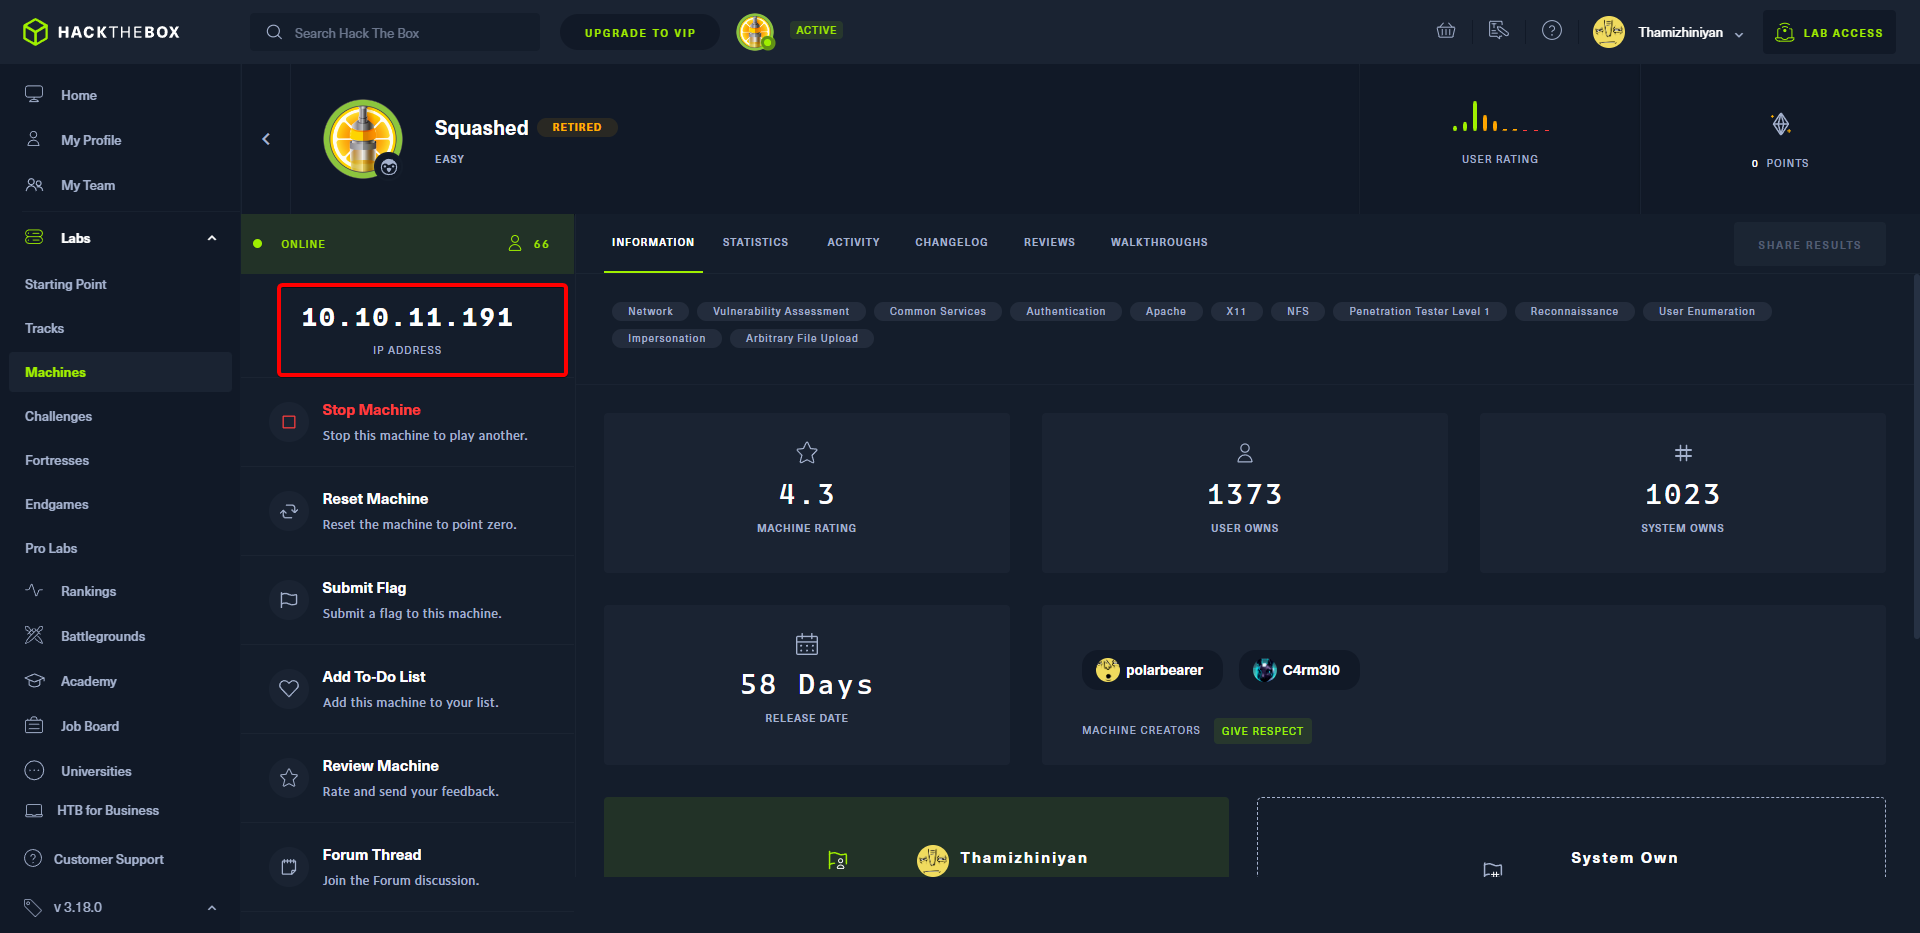 HACKTHEBOX
Search Hack The Box
UPGRADE TO VIP
ACTIVE
Thamizhiniyan
LAB ACCESS
Home
My Profile
My Team
Labs
Starting Point
Tracks
Machines
Challenges
Fortresses
Endgames
Pro Labs
Rankings
Battlegrounds
Academy
Job Board
Universities
HTB for Business
Customer Support
v 3.18.0
Squashed
RETIRED
EASY
USER RATING
0 POINTS
ONLINE
66
10.10.11.191
IP ADDRESS
Stop Machine
Stop this machine to play another.
Reset Machine
Reset the machine to point zero.
Submit Flag
Submit a flag to this machine.
Add To-Do List
Add this machine to your list.
Review Machine
Rate and send your feedback.
Forum Thread
Join the Forum discussion.
INFORMATION STATISTICS ACTIVITY CHANGELOG REVIEWS WALKTHROUGHS
SHARE RESULTS
Network Vulnerability Assessment Common Services Authentication Apache X11 NFS Penetration Tester Level 1 Reconnaissance User Enumeration
Impersonation Arbitrary File Upload
4.3
MACHINE RATING
1373
USER OWNS
1023
SYSTEM OWNS
58 Days
RELEASE DATE
polarbearer C4rm3l0
MACHINE CREATORS GIVE RESPECT
Thamizhiniyan
System Own